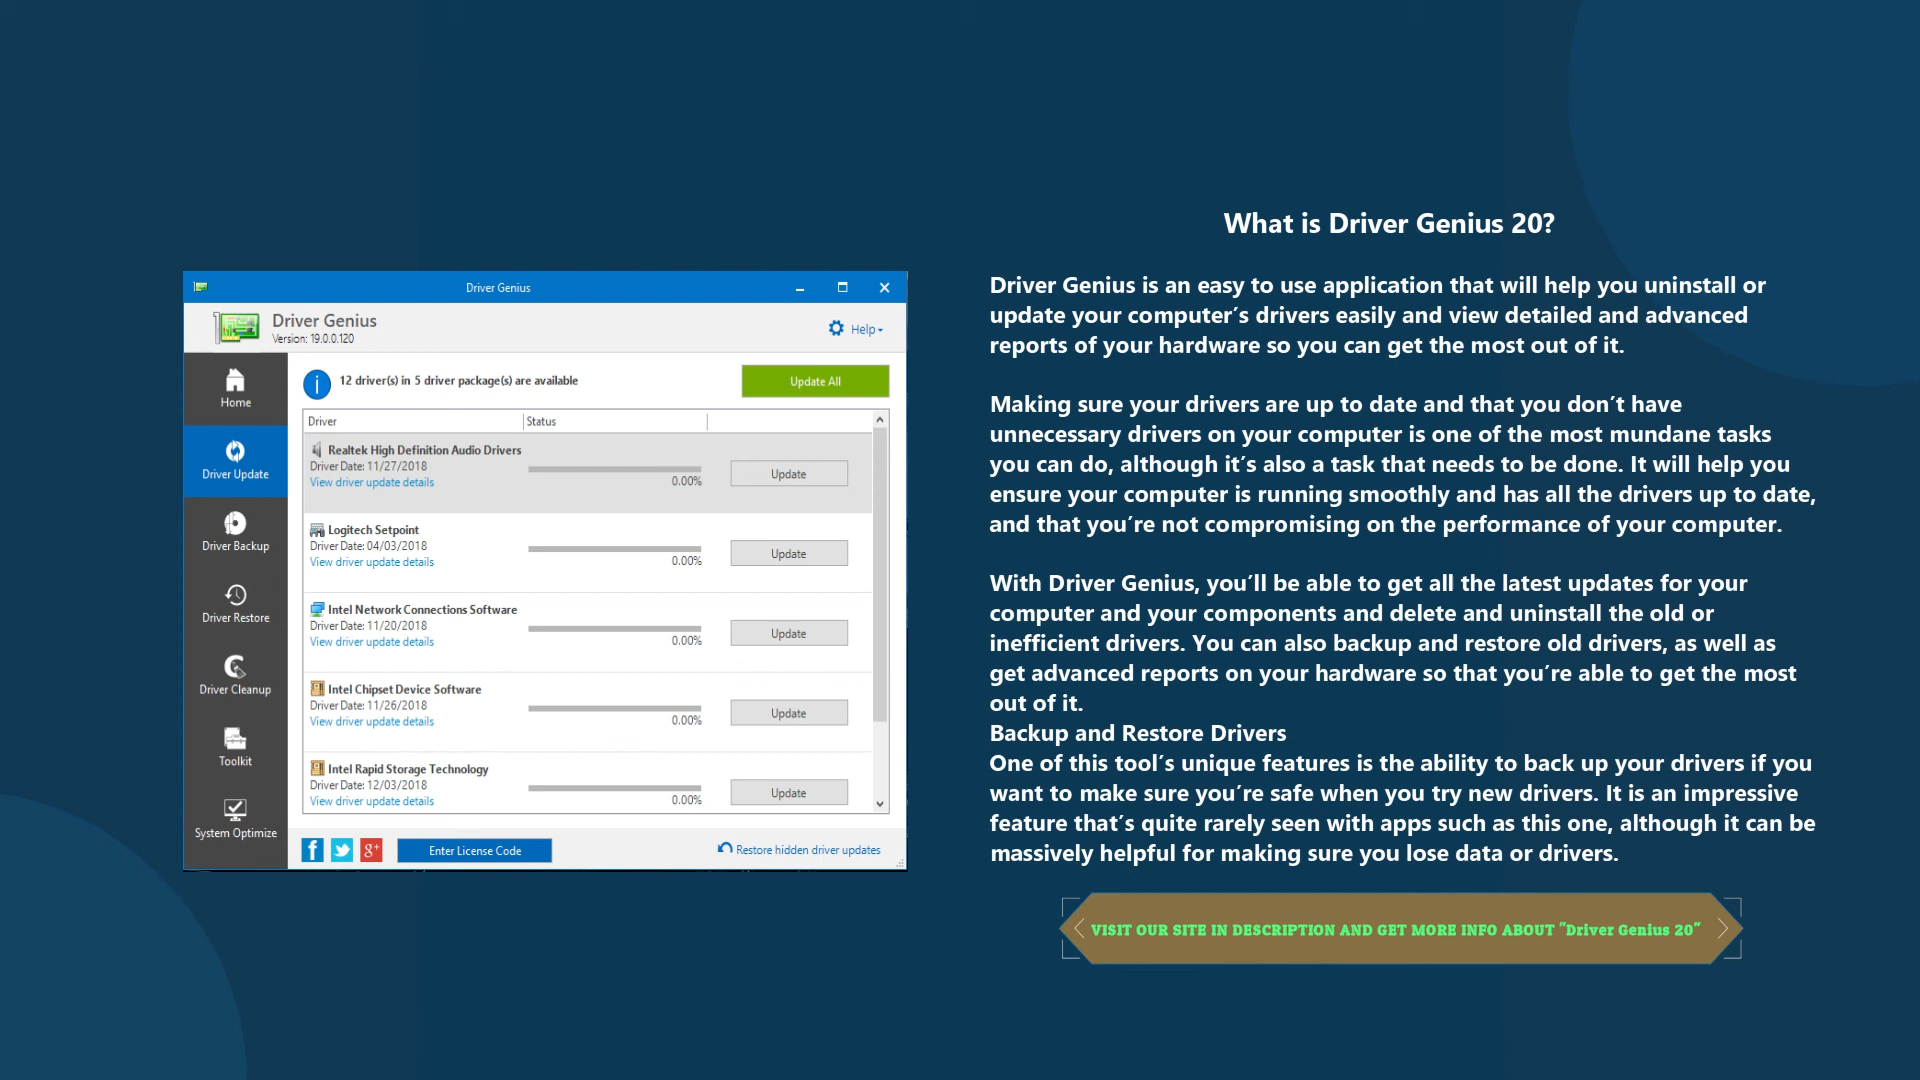 Driver Genius
Driver Genius
Version: 19.0.0.120
Help
Home
Driver Update
Driver Backup
Driver Restore
Driver Cleanup
Toolkit
System Optimize
12 driver(s) in 5 driver package(s) are available
Update All
Driver
Status
Realtek High Definition Audio Drivers
Driver Date: 11/27/2018
View driver update details
0.00%
Update
Logitech Setpoint
Driver Date: 04/03/2018
View driver update details
0.00%
Update
Intel Network Connections Software
Driver Date: 11/20/2018
View driver update details
0.00%
Update
Intel Chipset Device Software
Driver Date: 11/26/2018
View driver update details
0.00%
Update
Intel Rapid Storage Technology
Driver Date: 12/03/2018
View driver update details
0.00%
Update
f
g+
Enter License Code
Restore hidden driver updates
What is Driver Genius 20?
Driver Genius is an easy to use application that will help you uninstall or
update your computer’s drivers easily and view detailed and advanced
reports of your hardware so you can get the most out of it.
Making sure your drivers are up to date and that you don’t have
unnecessary drivers on your computer is one of the most mundane tasks
you can do, although it’s also a task that needs to be done. It will help you
ensure your computer is running smoothly and has all the drivers up to date,
and that you’re not compromising on the performance of your computer.
With Driver Genius, you’ll be able to get all the latest updates for your
computer and your components and delete and uninstall the old or
inefficient drivers. You can also backup and restore old drivers, as well as
get advanced reports on your hardware so that you’re able to get the most
out of it.
Backup and Restore Drivers
One of this tool’s unique features is the ability to back up your drivers if you
want to make sure you’re safe when you try new drivers. It is an impressive
feature that’s quite rarely seen with apps such as this one, although it can be
massively helpful for making sure you lose data or drivers.
VISIT OUR SITE IN DESCRIPTION AND GET MORE INFO ABOUT "Driver Genius 20"